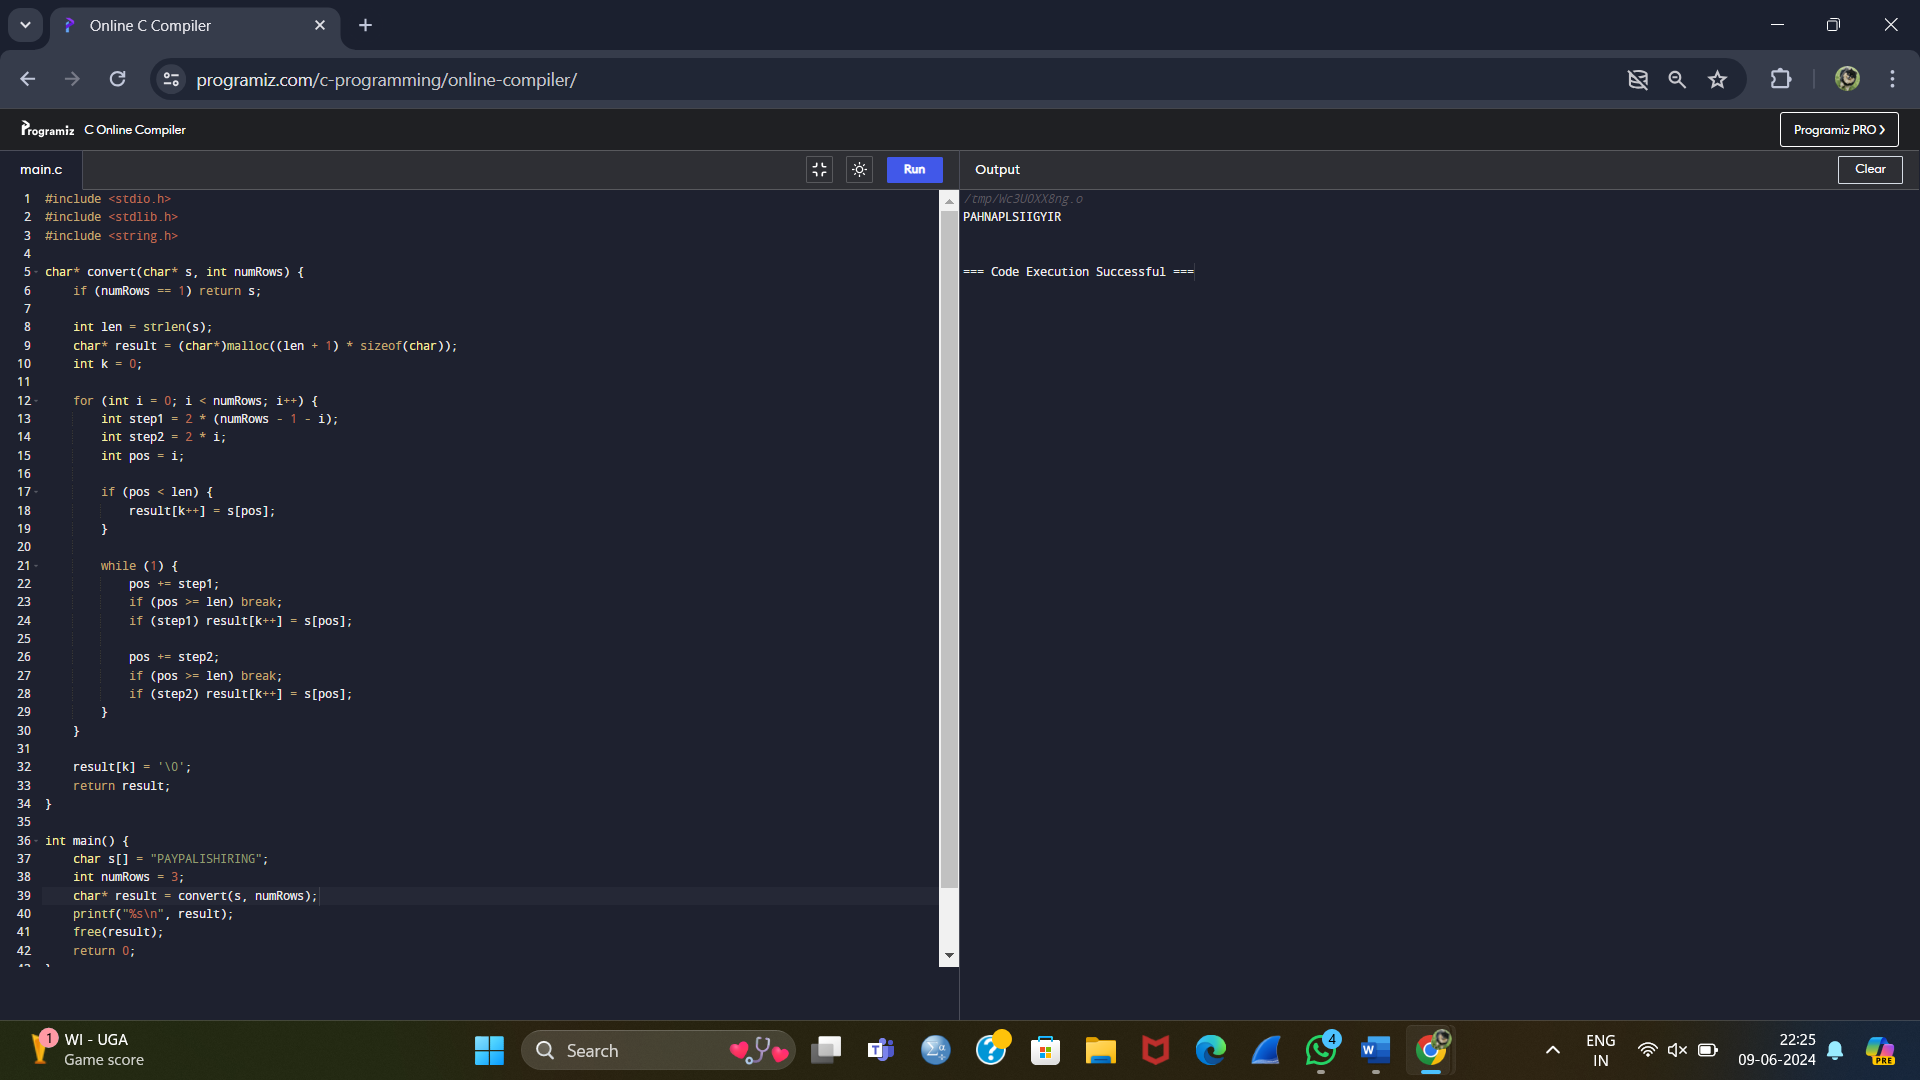 Online C Compiler
programiz.com/c-programming/online-compiler/
Programiz C Online Compiler
Programiz PRO
main.c
Run
Output
Clear
1 #include <stdio.h>
2 #include <stdlib.h>
3 #include <string.h>
4
5 char* convert(char* s, int numRows) {
6 if (numRows == 1) return s;
7
8 int len = strlen(s);
9 char* result = (char*)malloc((len + 1) * sizeof(char));
10 int k = 0;
11
12 for (int i = 0; i < numRows; i++) {
13 int step1 = 2 * (numRows - 1 - i);
14 int step2 = 2 * i;
15 int pos = i;
16
17 if (pos < len) {
18 result[k++] = s[pos];
19 }
20
21 while (1) {
22 pos += step1;
23 if (pos >= len) break;
24 if (step1) result[k++] = s[pos];
25
26 pos += step2;
27 if (pos >= len) break;
28 if (step2) result[k++] = s[pos];
29 }
30 }
31
32 result[k] = '\0';
33 return result;
34 }
35
36 int main() {
37 char s[] = "PAYPALISHIRING";
38 int numRows = 3;
39 char* result = convert(s, numRows);
40 printf("%s\n", result);
41 free(result);
42 return 0;
/tmp/Wc3U0XX8ng.o
PAHNAPLSIIGYIR
=== Code Execution Successful ===
1
WI - UGA
Game score
Search
4
ENG
IN
22:25
09-06-2024
PRE